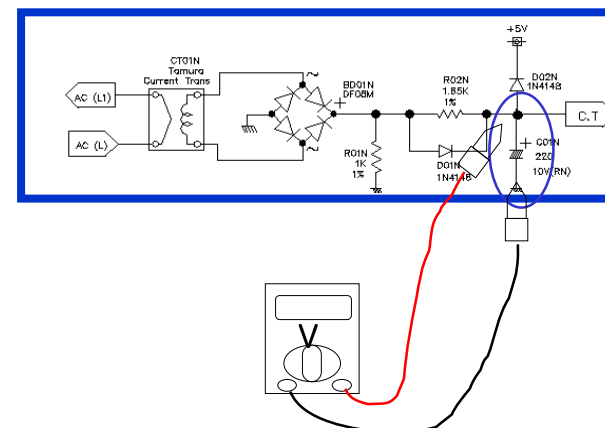 +5V
CT01N
Tamura
Current Trans
AC (L1)
AC (L)
BD01N
DF08M
R02N
1.65K
1%
D02N
1N4148
C.T
R01N
1K
1%
D01N
1N4148
C01N
220
10V(RN)
V